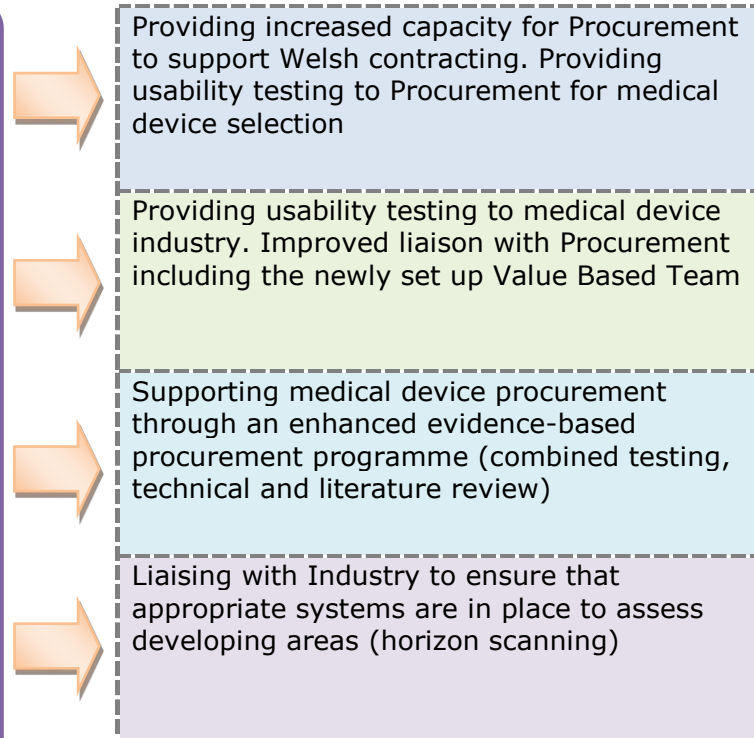 Providing increased capacity for Procurement
to support Welsh contracting. Providing
usability testing to Procurement for medical
device selection
Providing usability testing to medical device
industry. Improved liaison with Procurement
including the newly set up Value Based Team
Supporting medical device procurement
through an enhanced evidence-based
procurement programme (combined testing,
technical and literature review)
Liaising with Industry to ensure that
appropriate systems are in place to assess
developing areas (horizon scanning)